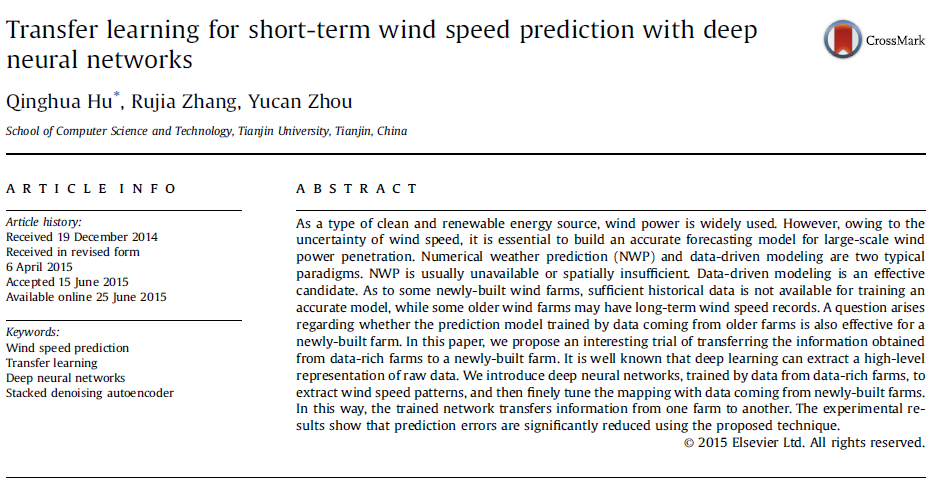 Transfer learning for short-term wind speed prediction with deep
neural networks
CrossMark
Qinghua Hu*, Rujia Zhang, Yucan Zhou
School of Computer Science and Technology, Tianjin University, Tianjin, China
ARTICLE INFO
Article history:
Received 19 December 2014
Received in revised form
6 April 2015
Accepted 15 June 2015
Available online 25 June 2015
Keywords:
Wind speed prediction
Transfer learning
Deep neural networks
Stacked denoising autoencoder
ABSTRACT
As a type of clean and renewable energy source, wind power is widely used. However, owing to the
uncertainty of wind speed, it is essential to build an accurate forecasting model for large-scale wind
power penetration. Numerical weather prediction (NWP) and data-driven modeling are two typical
paradigms. NWP is usually unavailable or spatially insufficient. Data-driven modeling is an effective
candidate. As to some newly-built wind farms, sufficient historical data is not available for training an
accurate model, while some older wind farms may have long-term wind speed records. A question arises
regarding whether the prediction model trained by data coming from older farms is also effective for a
newly-built farm. In this paper, we propose an interesting trial of transferring the information obtained
from data-rich farms to a newly-built farm. It is well known that deep learning can extract a high-level
representation of raw data. We introduce deep neural networks, trained by data from data-rich farms, to
extract wind speed patterns, and then finely tune the mapping with data coming from newly-built farms.
In this way, the trained network transfers information from one farm to another. The experimental re-
sults show that prediction errors are significantly reduced using the proposed technique.
© 2015 Elsevier Ltd. All rights reserved.